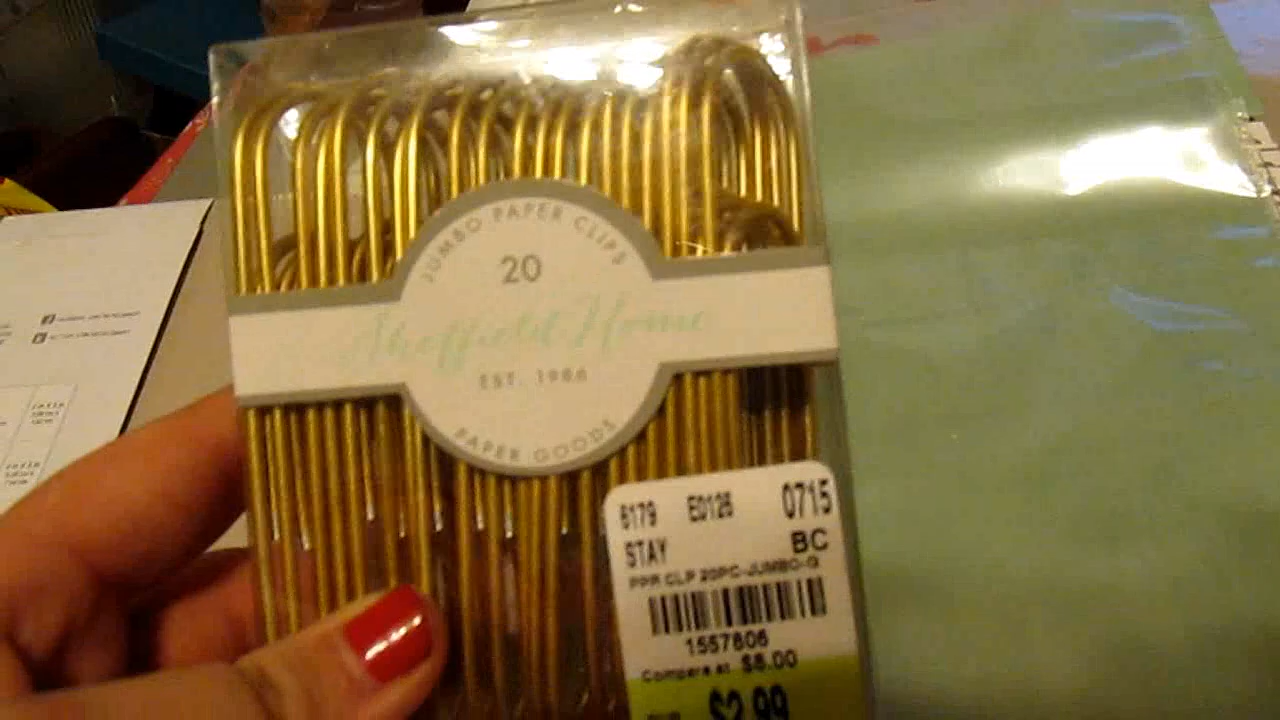 JUMBO PAPER CLIPS
20
Sheffield Home
EST. 1986
PAPER GOODS
6179 ED126 0715
STAY BC
PPR CLP 20PC-JUMBO-G
1557606
Compare at $6.00
$2.99